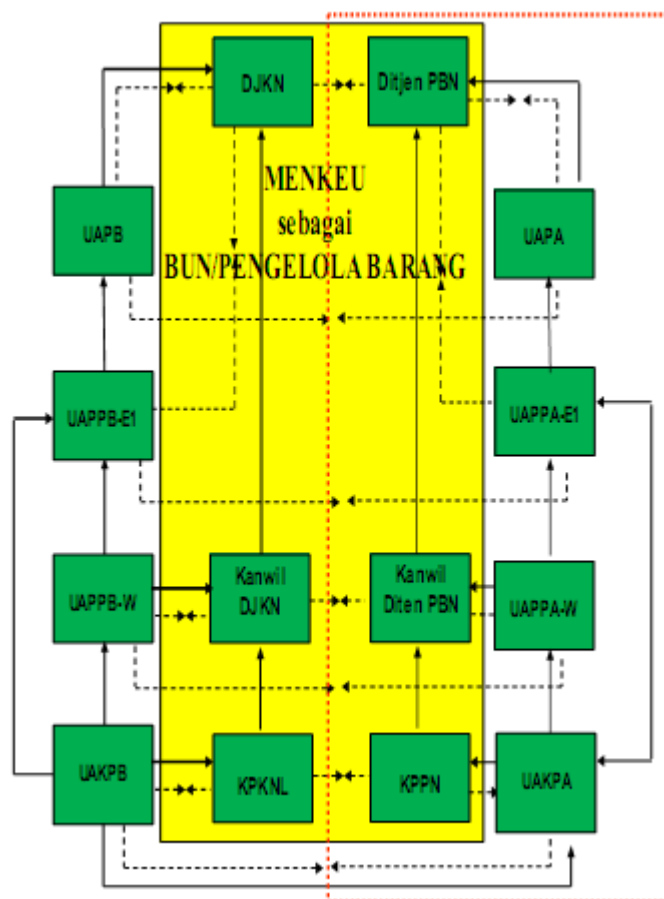 DJKN
Ditjen PBN
MENKEU
sebagai
BUN/PENGELOLA BARANG
UAPB
UAPA
UAPPB-E1
UAPPA-E1
UAPPB-W
Kanwil
DJKN
Kanwil
Diten PBN
UAPPA-W
UAKPB
KPKNL
KPPN
UAKPA